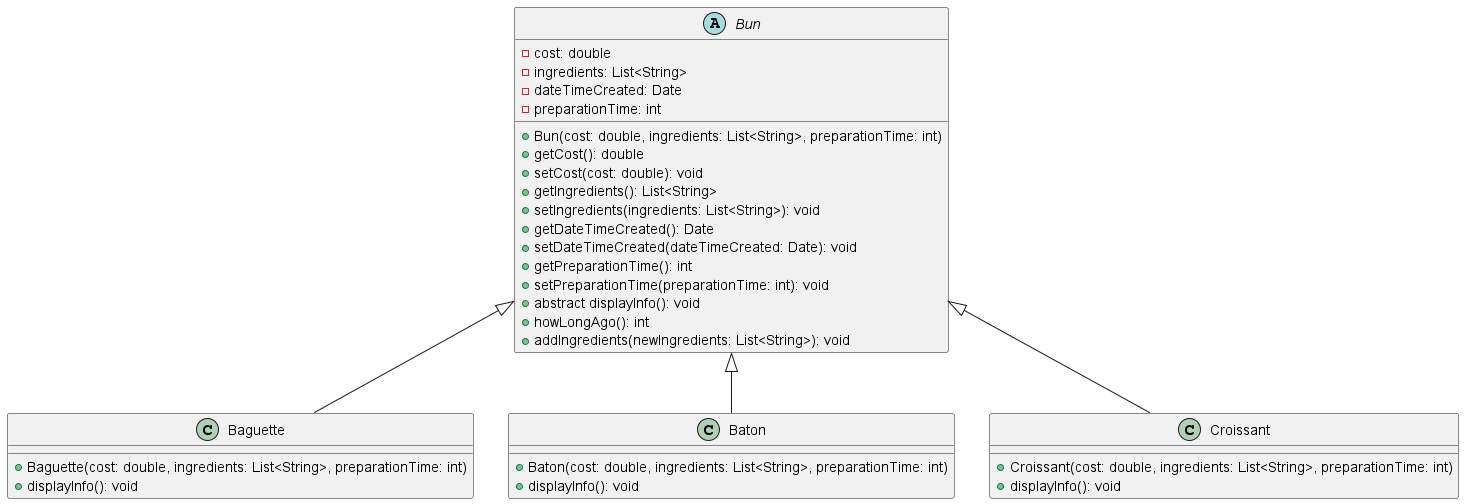 A Bun
cost: double
ingredients: List<String>
dateTimeCreated: Date
preparationTime: int
Bun(cost: double, ingredients: List<String>, preparationTime: int)
getCost(): double
setCost(cost: double): void
getIngredients(): List<String>
setIngredients(ingredients: List<String>): void
getDateTimeCreated(): Date
setDateTimeCreated(dateTimeCreated: Date): void
getPreparationTime(): int
setPreparationTime(preparationTime: int): void
abstract displayInfo(): void
howLongAgo(): int
addIngredients(newIngredients: List<String>): void
C Baguette
Baguette(cost: double, ingredients: List<String>, preparationTime: int)
displayInfo(): void
C Baton
Baton(cost: double, ingredients: List<String>, preparationTime: int)
displayInfo(): void
C Croissant
Croissant(cost: double, ingredients: List<String>, preparationTime: int)
displayInfo(): void